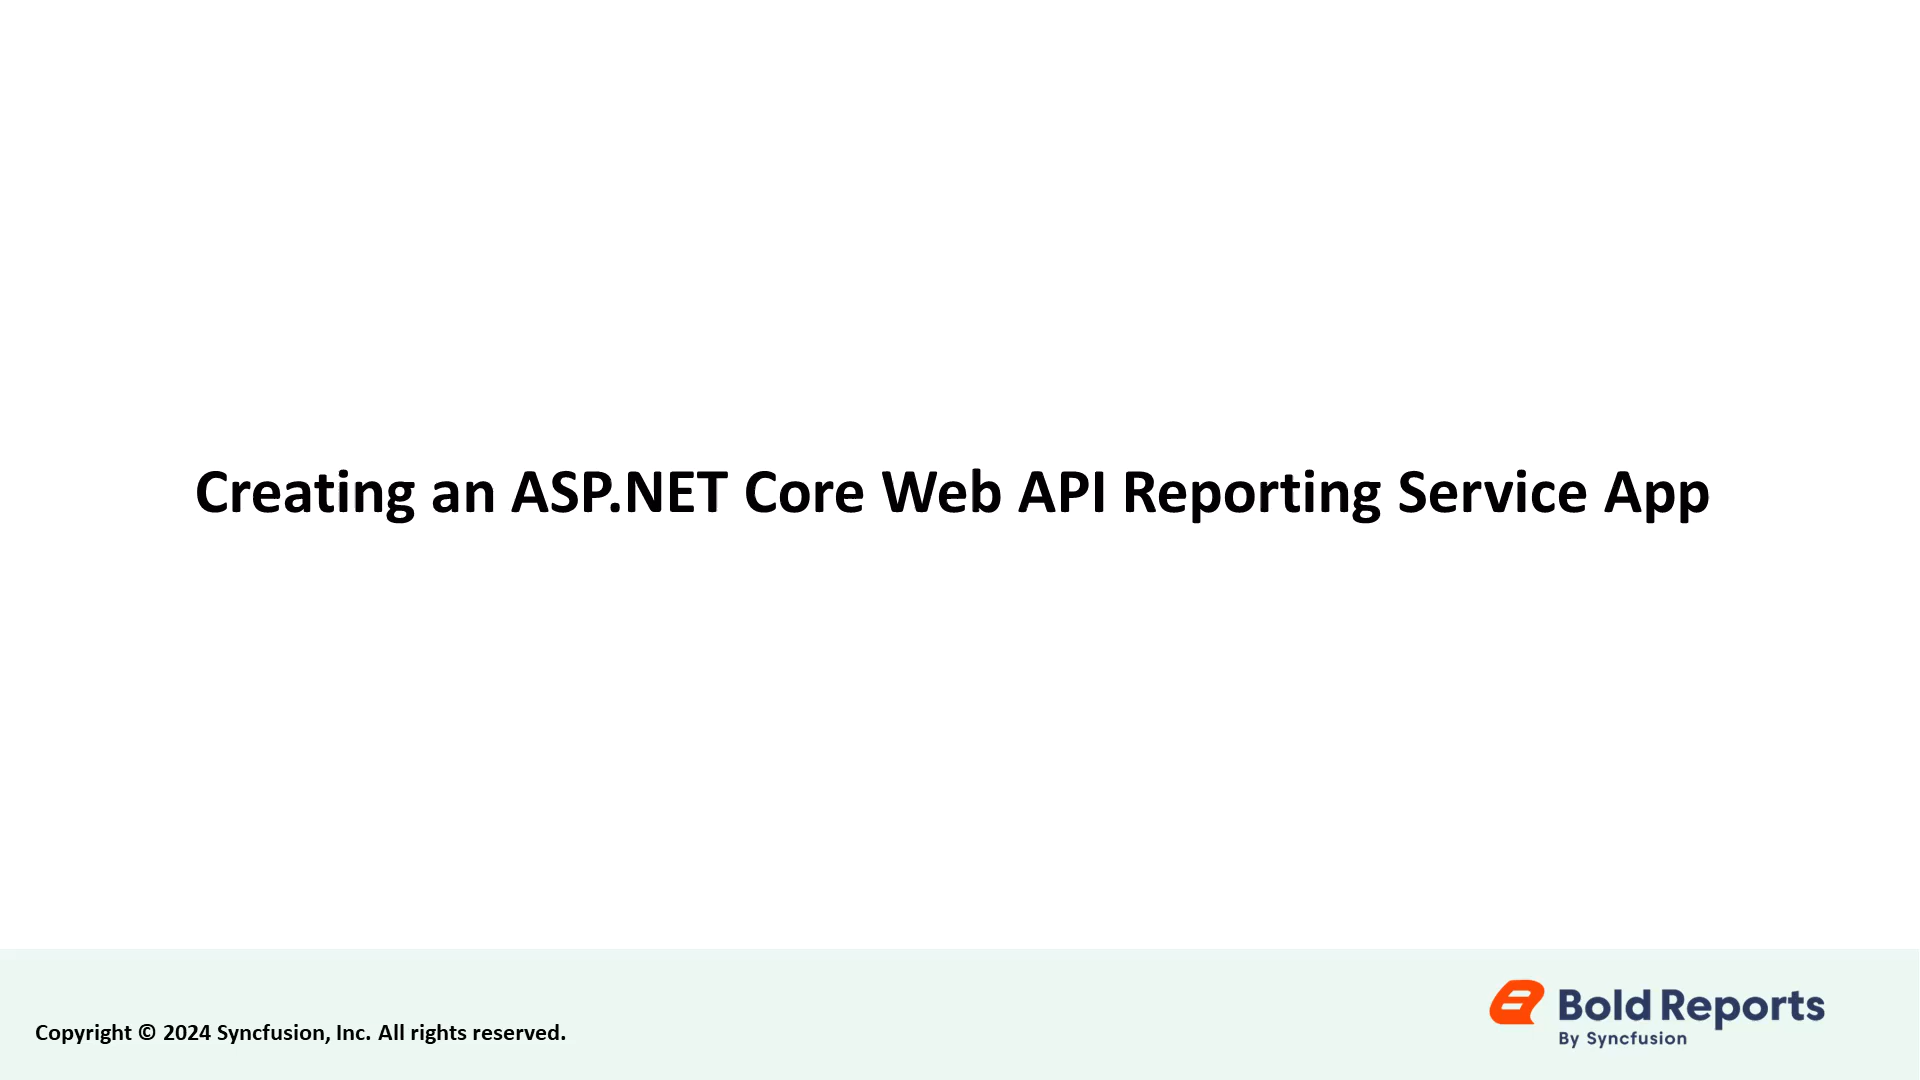 Creating an ASP.NET Core Web API Reporting Service App
Copyright © 2024 Syncfusion, Inc. All rights reserved.
Bold Reports
By Syncfusion